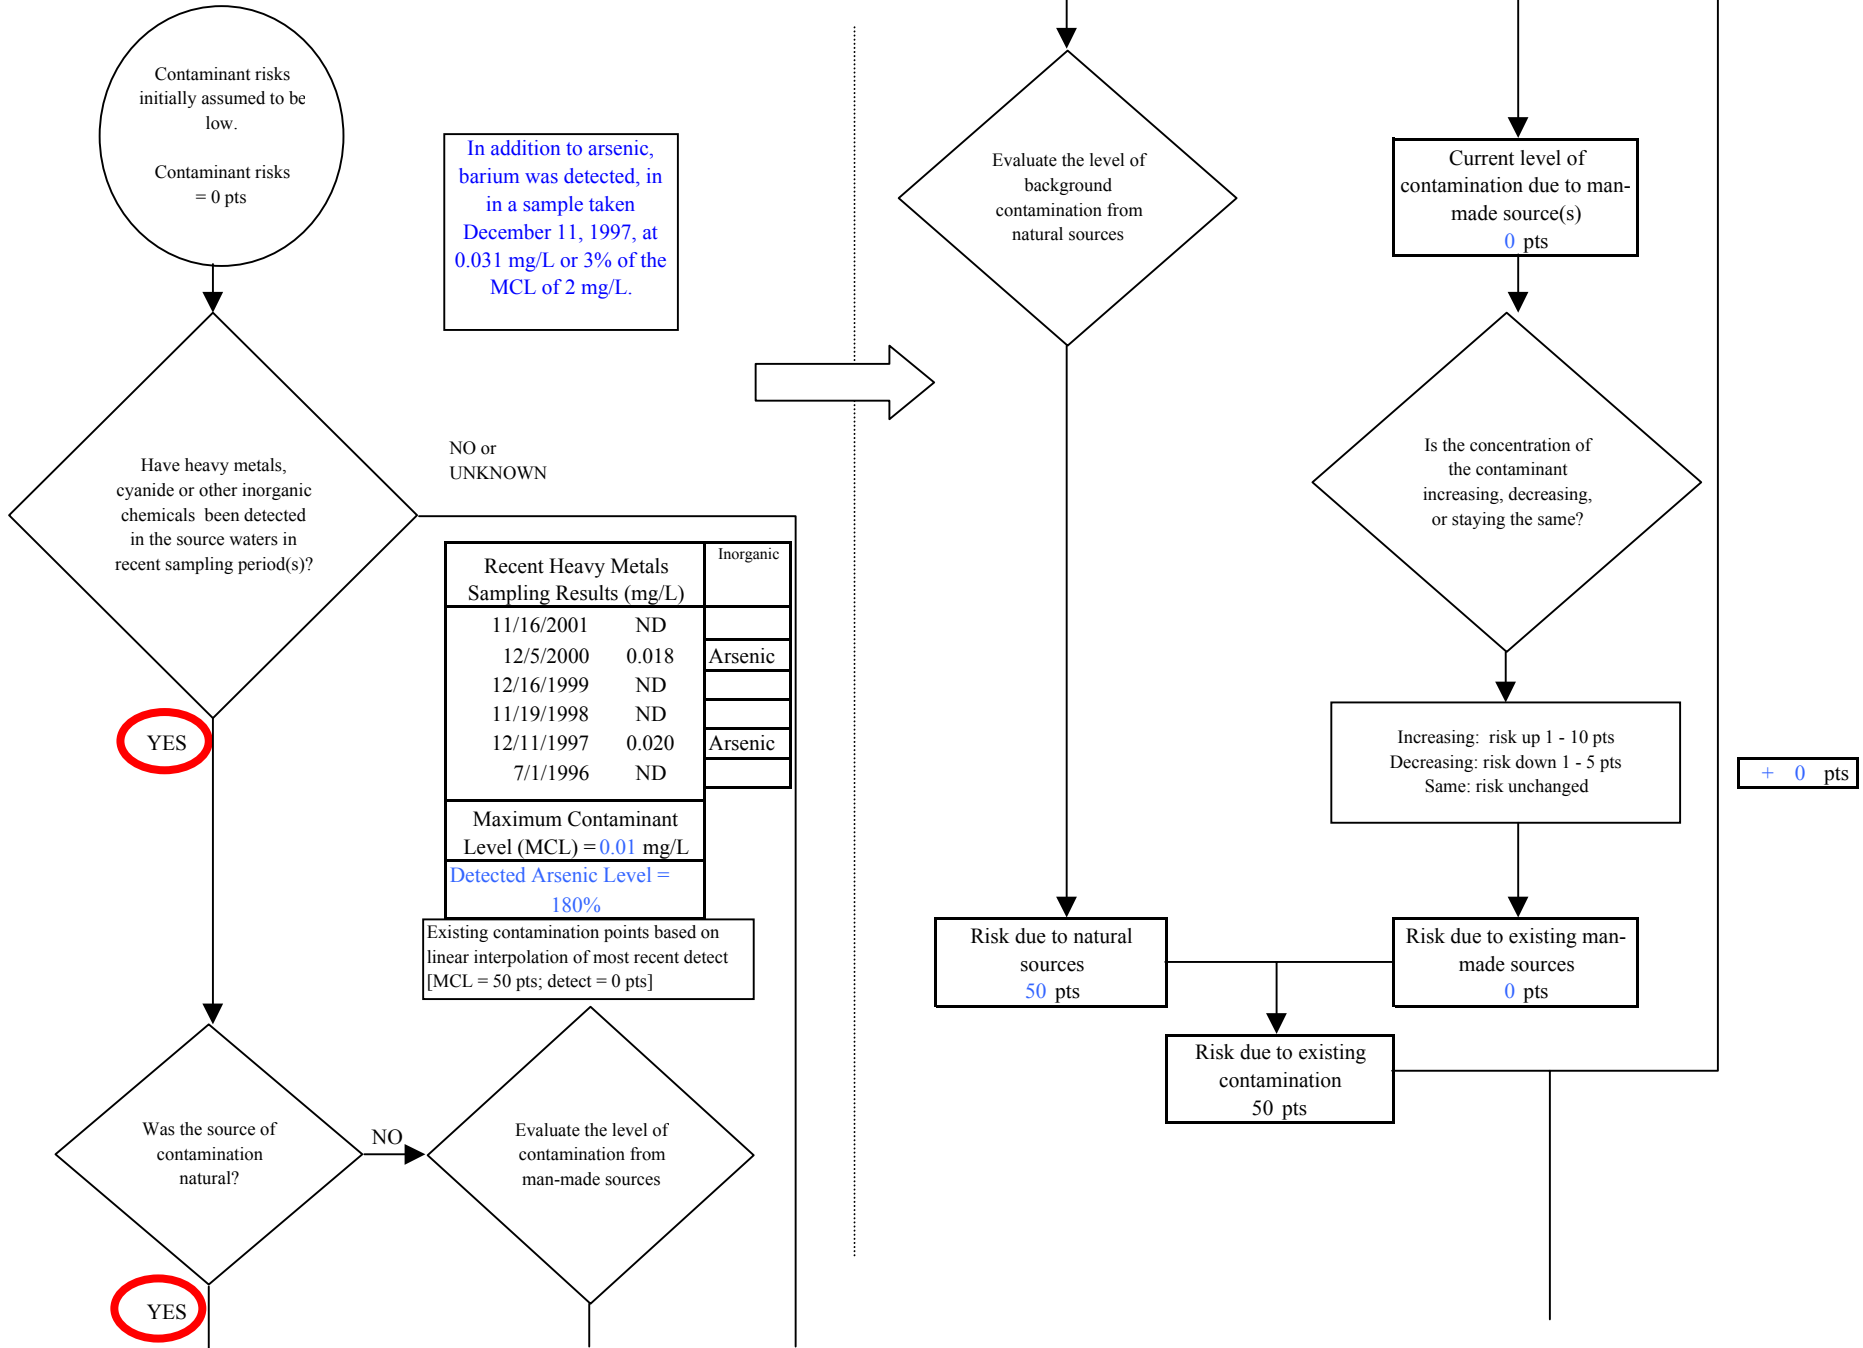 Contaminant risks
initially assumed to be
low.
Contaminant risks
= 0 pts
In addition to arsenic,
barium was detected, in
in a sample taken
December 11, 1997, at
0.031 mg/L or 3% of the
MCL of 2 mg/L.
Have heavy metals,
cyanide or other inorganic
chemicals been detected
in the source waters in
recent sampling period(s)?
NO or
UNKNOWN
YES
Recent Heavy Metals Inorganic
Sampling Results (mg/L)
11/16/2001 ND
12/5/2000 0.018 Arsenic
12/16/1999 ND
11/19/1998 ND
12/11/1997 0.020 Arsenic
7/1/1996 ND
Maximum Contaminant
Level (MCL) = 0.01 mg/L
Detected Arsenic Level =
180%
Existing contamination points based on
linear interpolation of most recent detect
[MCL = 50 pts; detect = 0 pts]
Was the source of
contamination
natural?
NO
Evaluate the level of
contamination from
man-made sources
YES
Evaluate the level of
background
contamination from
natural sources
Current level of
contamination due to man-
made source(s)
0 pts
Is the concentration of
the contaminant
increasing, decreasing,
or staying the same?
Increasing: risk up 1 - 10 pts
Decreasing: risk down 1 - 5 pts
Same: risk unchanged
+ 0 pts
Risk due to natural
sources
50 pts
Risk due to existing man-
made sources
0 pts
Risk due to existing
contamination
50 pts